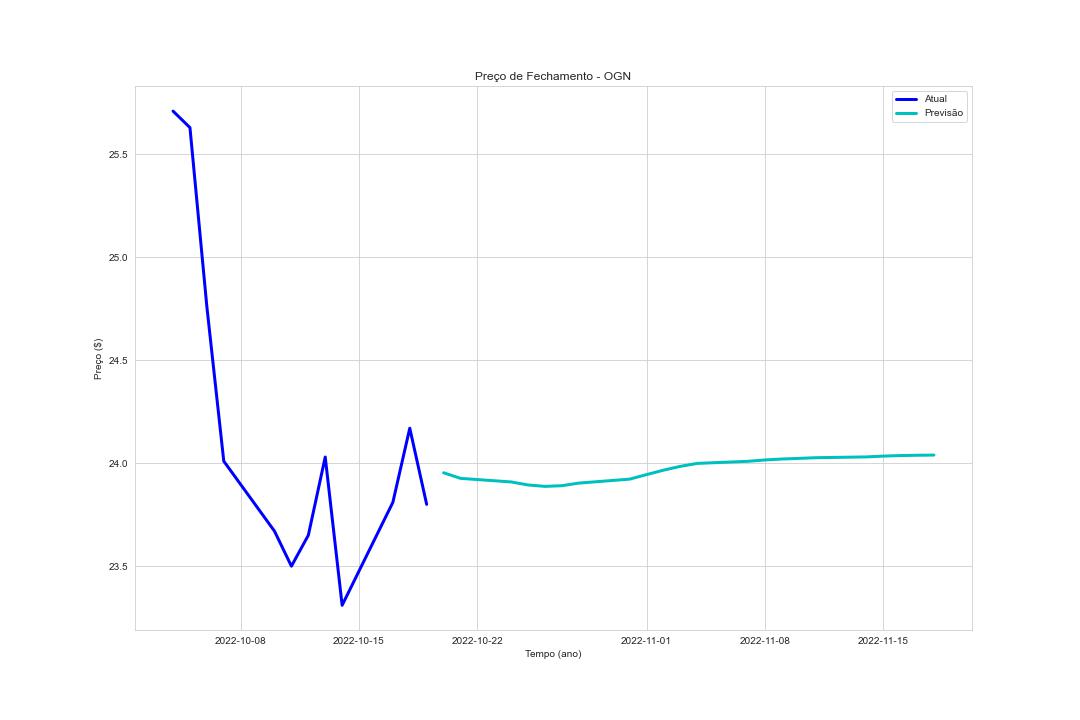 Preço de Fechamento - OGN
Atual
Previsão
25.5
25.0
24.5
24.0
23.5
Preço ($)
2022-10-08 2022-10-15 2022-10-22 2022-11-01 2022-11-08 2022-11-15
Tempo (ano)